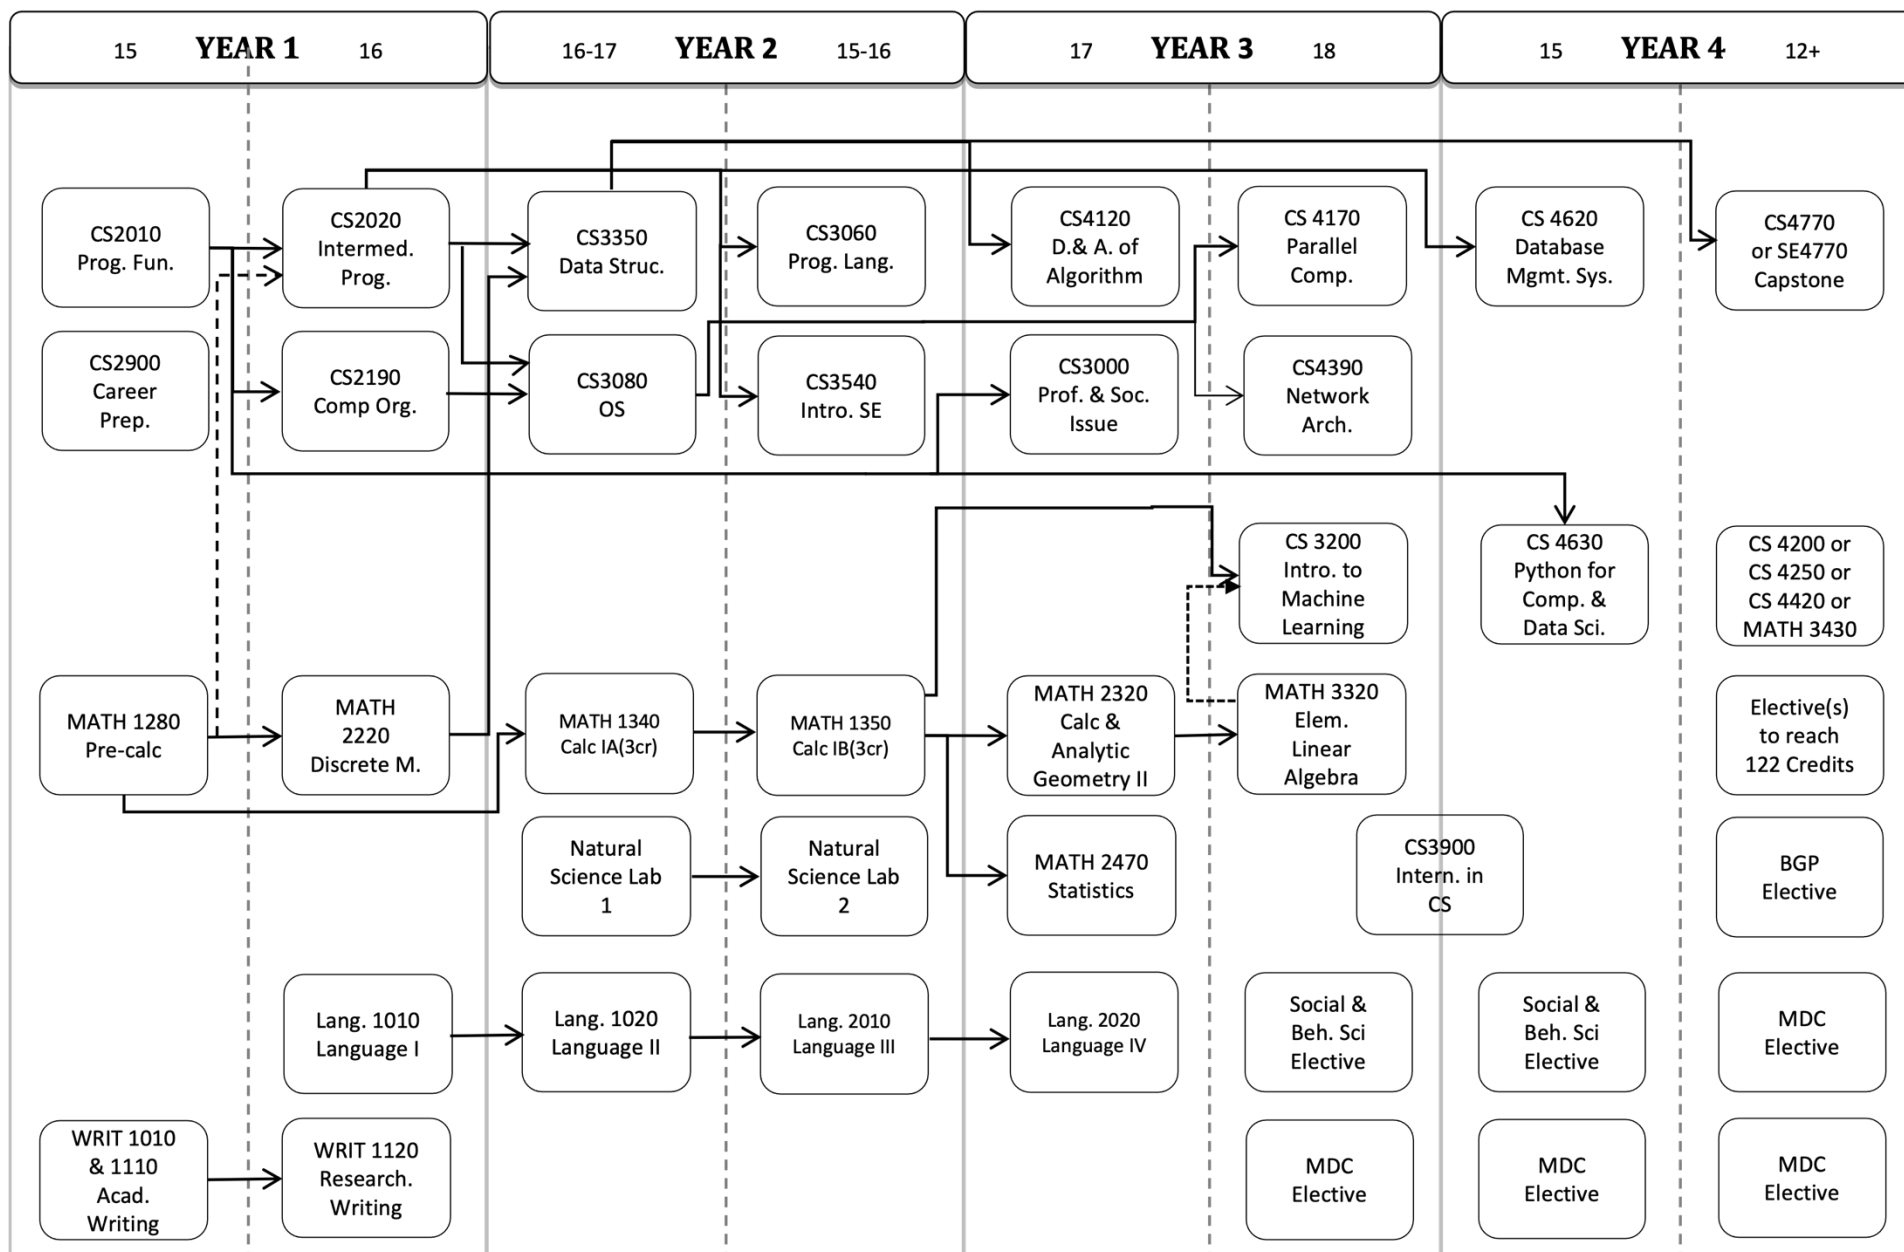 15 YEAR 1 16
16-17 YEAR 2 15-16
17 YEAR 3 18
15 YEAR 4 12+
CS2010
Prog. Fun.
CS2020
Intermed.
Prog.
CS3350
Data Struc.
CS3060
Prog. Lang.
CS4120
D.& A. of
Algorithm
CS 4170
Parallel
Comp.
CS 4620
Database
Mgmt. Sys.
CS4770
or SE4770
Capstone
CS2900
Career
Prep.
CS2190
Comp Org.
CS3080
OS
CS3540
Intro. SE
CS3000
Prof. & Soc.
Issue
CS4390
Network
Arch.
CS 3200
Intro. to
Machine
Learning
CS 4630
Python for
Comp. &
Data Sci.
CS 4200 or
CS 4250 or
CS 4420 or
MATH 3430
MATH 1280
Pre-calc
MATH
2220
Discrete M.
MATH 1340
Calc IA(3cr)
MATH 1350
Calc IB(3cr)
MATH 2320
Calc &
Analytic
Geometry II
MATH 3320
Elem.
Linear
Algebra
Elective(s)
to reach
122 Credits
Natural
Science Lab
1
Natural
Science Lab
2
MATH 2470
Statistics
CS3900
Intern. in
CS
BGP
Elective
Lang. 1010
Language I
Lang. 1020
Language II
Lang. 2010
Language III
Lang. 2020
Language IV
Social &
Beh. Sci
Elective
Social &
Beh. Sci
Elective
MDC
Elective
WRIT 1010
& 1110
Acad.
Writing
WRIT 1120
Research.
Writing
MDC
Elective
MDC
Elective
MDC
Elective